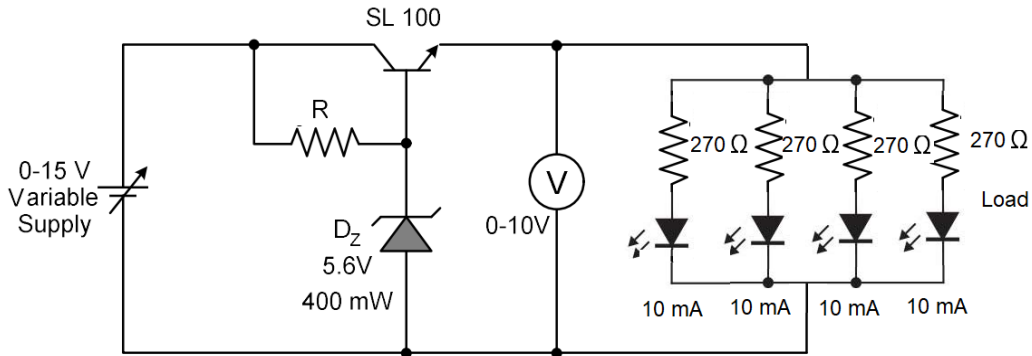 SL 100
R
0-15 V
Variable
Supply
D_Z
5.6V
400 mW
V
0-10V
270 Ω
270 Ω
270 Ω
270 Ω
Load
10 mA
10 mA
10 mA
10 mA